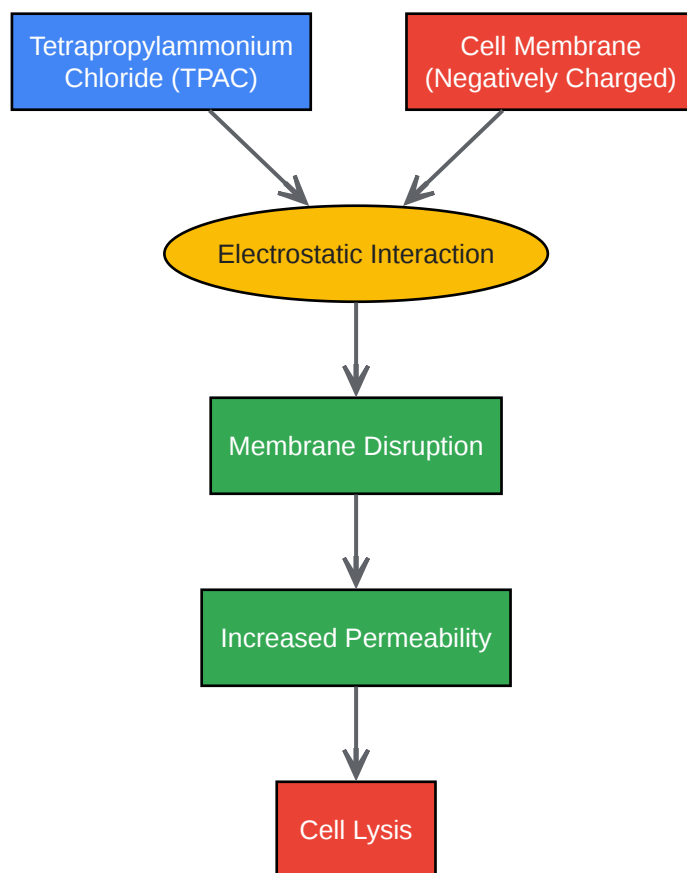 Tetrapropylammonium
Chloride (TPAC)
Cell Membrane
(Negatively Charged)
Electrostatic Interaction
Membrane Disruption
Increased Permeability
Cell Lysis